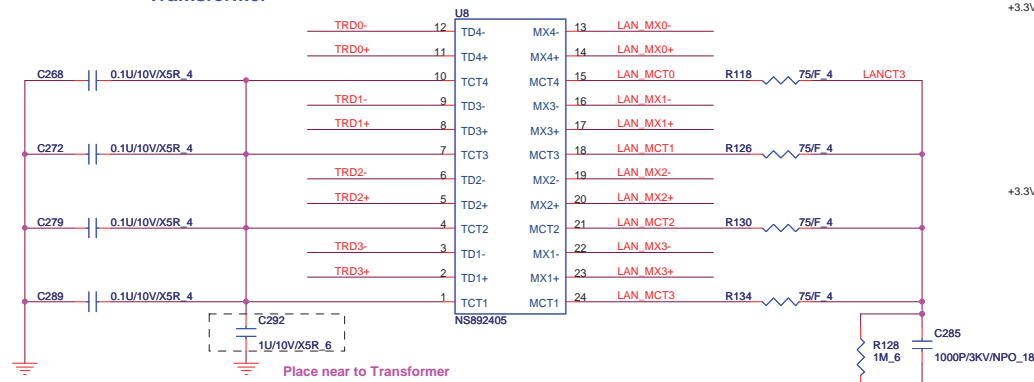 +3.3V
U8
TRD0- 12 TD4- MX4- 13 LAN_MX0-
TRD0+ 11 TD4+ MX4+ 14 LAN_MX0+
C268 0.1U/10V/X5R_4 10 TCT4 MCT4 15 LAN_MCT0 R118 75/F_4 LANCT3
TRD1- 9 TD3- MX3- 16 LAN_MX1-
TRD1+ 8 TD3+ MX3+ 17 LAN_MX1+
C272 0.1U/10V/X5R_4 7 TCT3 MCT3 18 LAN_MCT1 R126 75/F_4
TRD2- 6 TD2- MX2- 19 LAN_MX2-
+3.3V
TRD2+ 5 TD2+ MX2+ 20 LAN_MX2+
C279 0.1U/10V/X5R_4 4 TCT2 MCT2 21 LAN_MCT2 R130 75/F_4
TRD3- 3 TD1- MX1- 22 LAN_MX3-
TRD3+ 2 TD1+ MX1+ 23 LAN_MX3+
C289 0.1U/10V/X5R_4 1 TCT1 MCT1 24 LAN_MCT3 R134 75/F_4
C292 NS892405
1U/10V/X5R_6
C285
R128
1M_6 1000P/3KV/NPO_18
Place near to Transformer